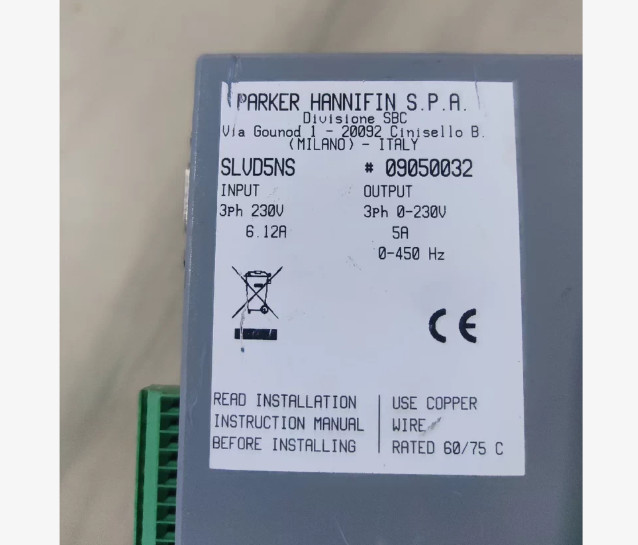 PARKER HANNIFIN S.P.A.
Divisione SBC
Via Gounod 1 - 20092 Cinisello B.
(MILANO) - ITALY
SLVD5NS # 09050032
INPUT OUTPUT
3ph 230V 3ph 0-230V
6.12A 5A
0-450 Hz
CE
READ INSTALLATION USE COPPER
INSTRUCTION MANUAL WIRE
BEFORE INSTALLING RATED 60/75 C